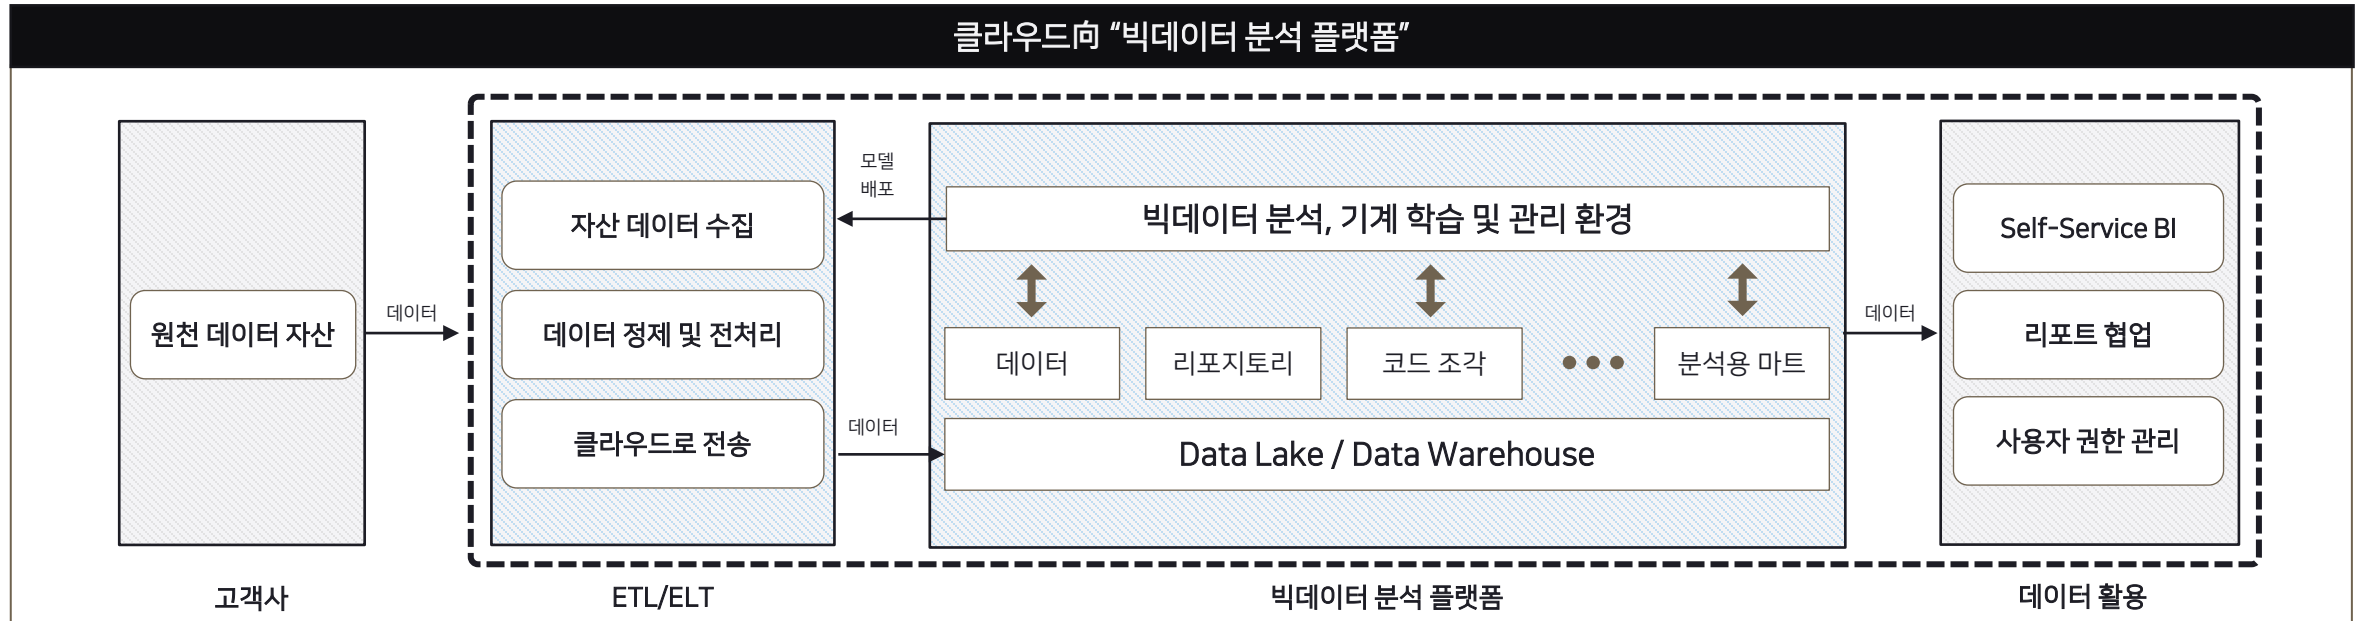 클라우드向 “빅데이터 분석 플랫폼”
원천 데이터 자산
고객사
데이터
자산 데이터 수집
데이터 정제 및 전처리
클라우드로 전송
ETL/ELT
모델
배포
데이터
빅데이터 분석, 기계 학습 및 관리 환경
데이터
리포지토리
코드 조각
●●●
분석용 마트
Data Lake / Data Warehouse
빅데이터 분석 플랫폼
데이터
Self-Service BI
리포트 협업
사용자 권한 관리
데이터 활용